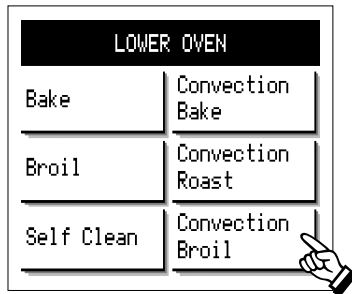 LOWER OVEN
Bake
Convection
Bake
Broil
Convection
Roast
Self Clean
Convection
Broil